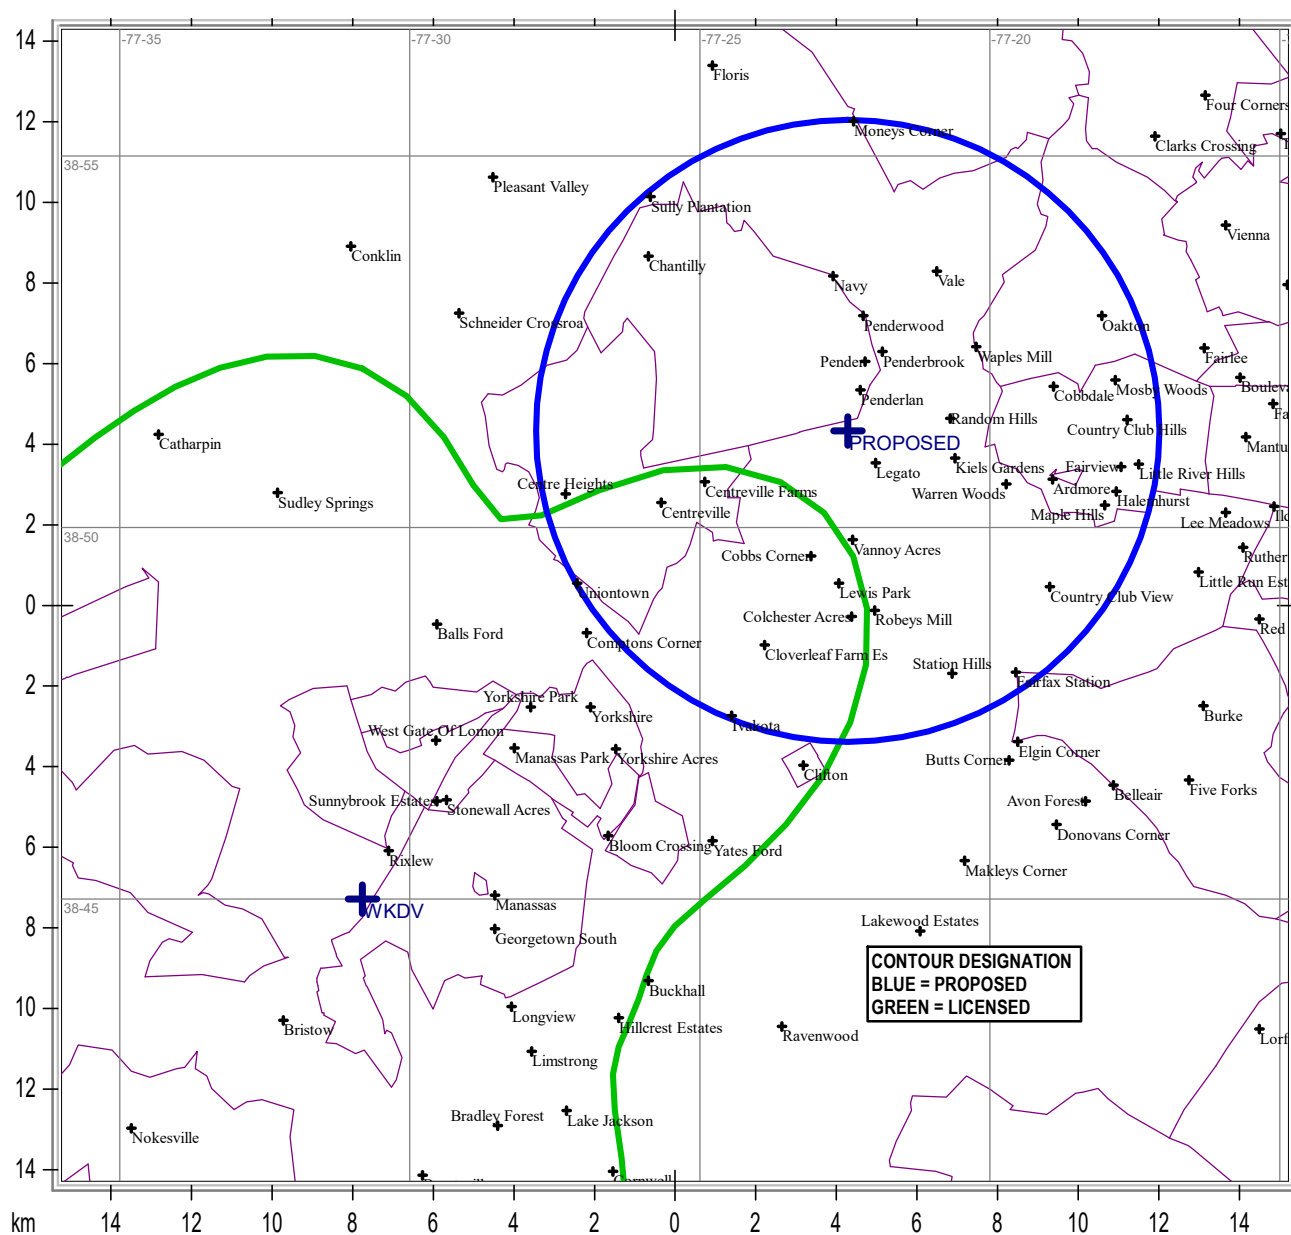 14
-77-35
-77-30
-77-25
-77-20
Floris
12
Four Corners
Moneys Corner
Clarks Crossing
38-55
Pleasant Valley
10
Sully Plantation
Vienna
Conklin
Chantilly
8
Navy
Vale
Schneider Crossroa
Penderwood
Oakton
6
Pender
Penderbrook
Waples Mill
Fairlee
Penderlan
Cobbdale
Mosby Woods
Boulev
Random Hills
Country Club Hills
Fa
4
Catharpin
PROPOSED
Mantu
Legato
Kiels Gardens
Fairview
Little River Hills
Centre Heights
Centreville Farms
Warren Woods
Ardmore
Halemhurst
Sudley Springs
Centreville
Maple Hills
Lee Meadows
2
38-50
Cobbs Corner
Vannoy Acres
Ruther
Uniontown
Lewis Park
Country Club View
Little Run Est
0
Colchester Acres
Robeys Mill
Balls Ford
Comptons Corner
Red
Cloverleaf Farm Es
Station Hills
2
Fairfax Station
Yorkshire Park
Yorkshire
Burke
West Gate Of Lomon
Ivakota
Manassas Park
Yorkshire Acres
Elgin Corner
4
Clifton
Butts Corner
Sunnybrook Estates
Stonewall Acres
Avon Forest
Belleair
Five Forks
Donovans Corner
6
Rixlew
Bloom Crossing
Yates Ford
Makleys Corner
38-45
WKDV
Manassas
8
Georgetown South
Lakewood Estates
CONTOUR DESIGNATION
BLUE = PROPOSED
GREEN = LICENSED
Buckhall
10
Bristow
Longview
Hillcrest Estates
Ravenwood
Lorf
Limstrong
12
Bradley Forest
Lake Jackson
Nokesville
14
Cornwell
km
14 12 10 8 6 4 2 0 2 4 6 8 10 12 14